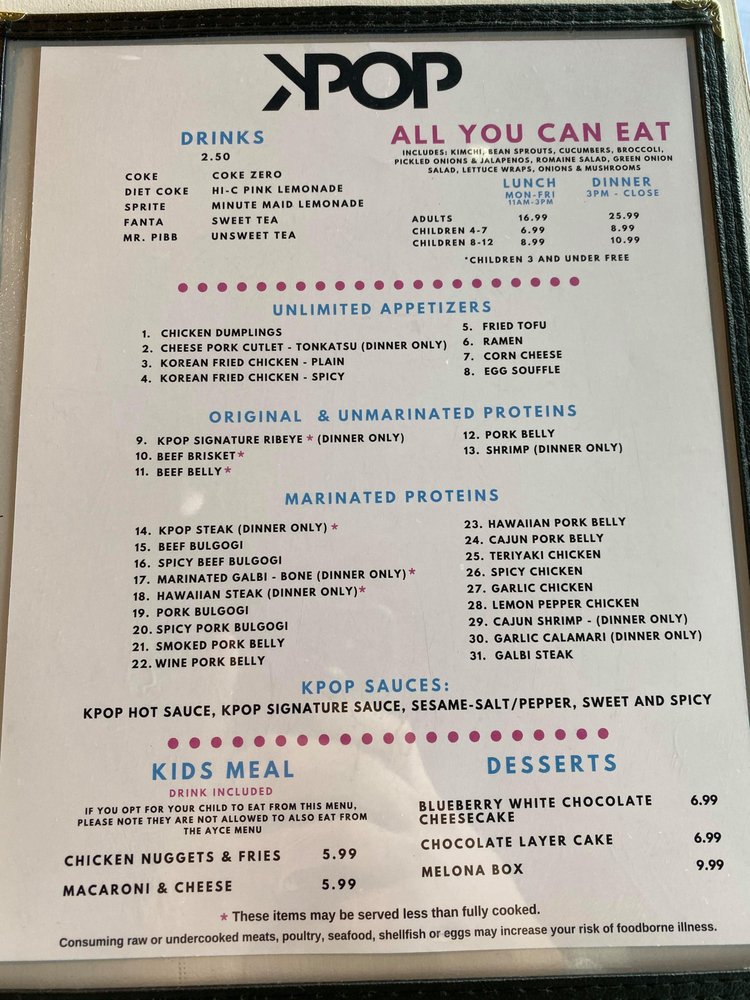 KPOP
DRINKS
2.50
COKE
DIET COKE
SPRITE
FANTA
MR. PIBB
COKE ZERO
HI-C PINK LEMONADE
MINUTE MAID LEMONADE
SWEET TEA
UNSWEET TEA
ALL YOU CAN EAT
INCLUDES: KIMCHI, BEAN SPROUTS, CUCUMBERS, BROCCOLI,
PICKLED ONIONS & JALAPENOS, ROMAINE SALAD, GREEN ONION
SALAD, LETTUCE WRAPS, ONIONS & MUSHROOMS
LUNCH DINNER
MON-FRI 3PM - CLOSE
11AM-3PM
ADULTS 16.99 25.99
CHILDREN 4-7 6.99 8.99
CHILDREN 8-12 8.99 10.99
*CHILDREN 3 AND UNDER FREE
UNLIMITED APPETIZERS
1. CHICKEN DUMPLINGS
2. CHEESE PORK CUTLET - TONKATSU (DINNER ONLY)
3. KOREAN FRIED CHICKEN - PLAIN
4. KOREAN FRIED CHICKEN - SPICY
5. FRIED TOFU
6. RAMEN
7. CORN CHEESE
8. EGG SOUFFLE
ORIGINAL & UNMARINATED PROTEINS
9. KPOP SIGNATURE RIBEYE * (DINNER ONLY)
10. BEEF BRISKET*
11. BEEF BELLY*
12. PORK BELLY
13. SHRIMP (DINNER ONLY)
MARINATED PROTEINS
14. KPOP STEAK (DINNER ONLY) *
15. BEEF BULGOGI
16. SPICY BEEF BULGOGI
17. MARINATED GALBI - BONE (DINNER ONLY)*
18. HAWAIIAN STEAK (DINNER ONLY)*
19. PORK BULGOGI
20. SPICY PORK BULGOGI
21. SMOKED PORK BELLY
22. WINE PORK BELLY
23. HAWAIIAN PORK BELLY
24. CAJUN PORK BELLY
25. TERIYAKI CHICKEN
26. SPICY CHICKEN
27. GARLIC CHICKEN
28. LEMON PEPPER CHICKEN
29. CAJUN SHRIMP - (DINNER ONLY)
30. GARLIC CALAMARI (DINNER ONLY)
31. GALBI STEAK
KPOP SAUCES:
KPOP HOT SAUCE, KPOP SIGNATURE SAUCE, SESAME-SALT/PEPPER, SWEET AND SPICY
KIDS MEAL
DRINK INCLUDED
IF YOU OPT FOR YOUR CHILD TO EAT FROM THIS MENU,
PLEASE NOTE THEY ARE NOT ALLOWED TO ALSO EAT FROM
THE AYCE MENU
CHICKEN NUGGETS & FRIES 5.99
MACARONI & CHEESE 5.99
DESSERTS
BLUEBERRY WHITE CHOCOLATE 6.99
CHEESECAKE
CHOCOLATE LAYER CAKE 6.99
MELONA BOX 9.99
* These items may be served less than fully cooked.
Consuming raw or undercooked meats, poultry, seafood, shellfish or eggs may increase your risk of foodborne illness.